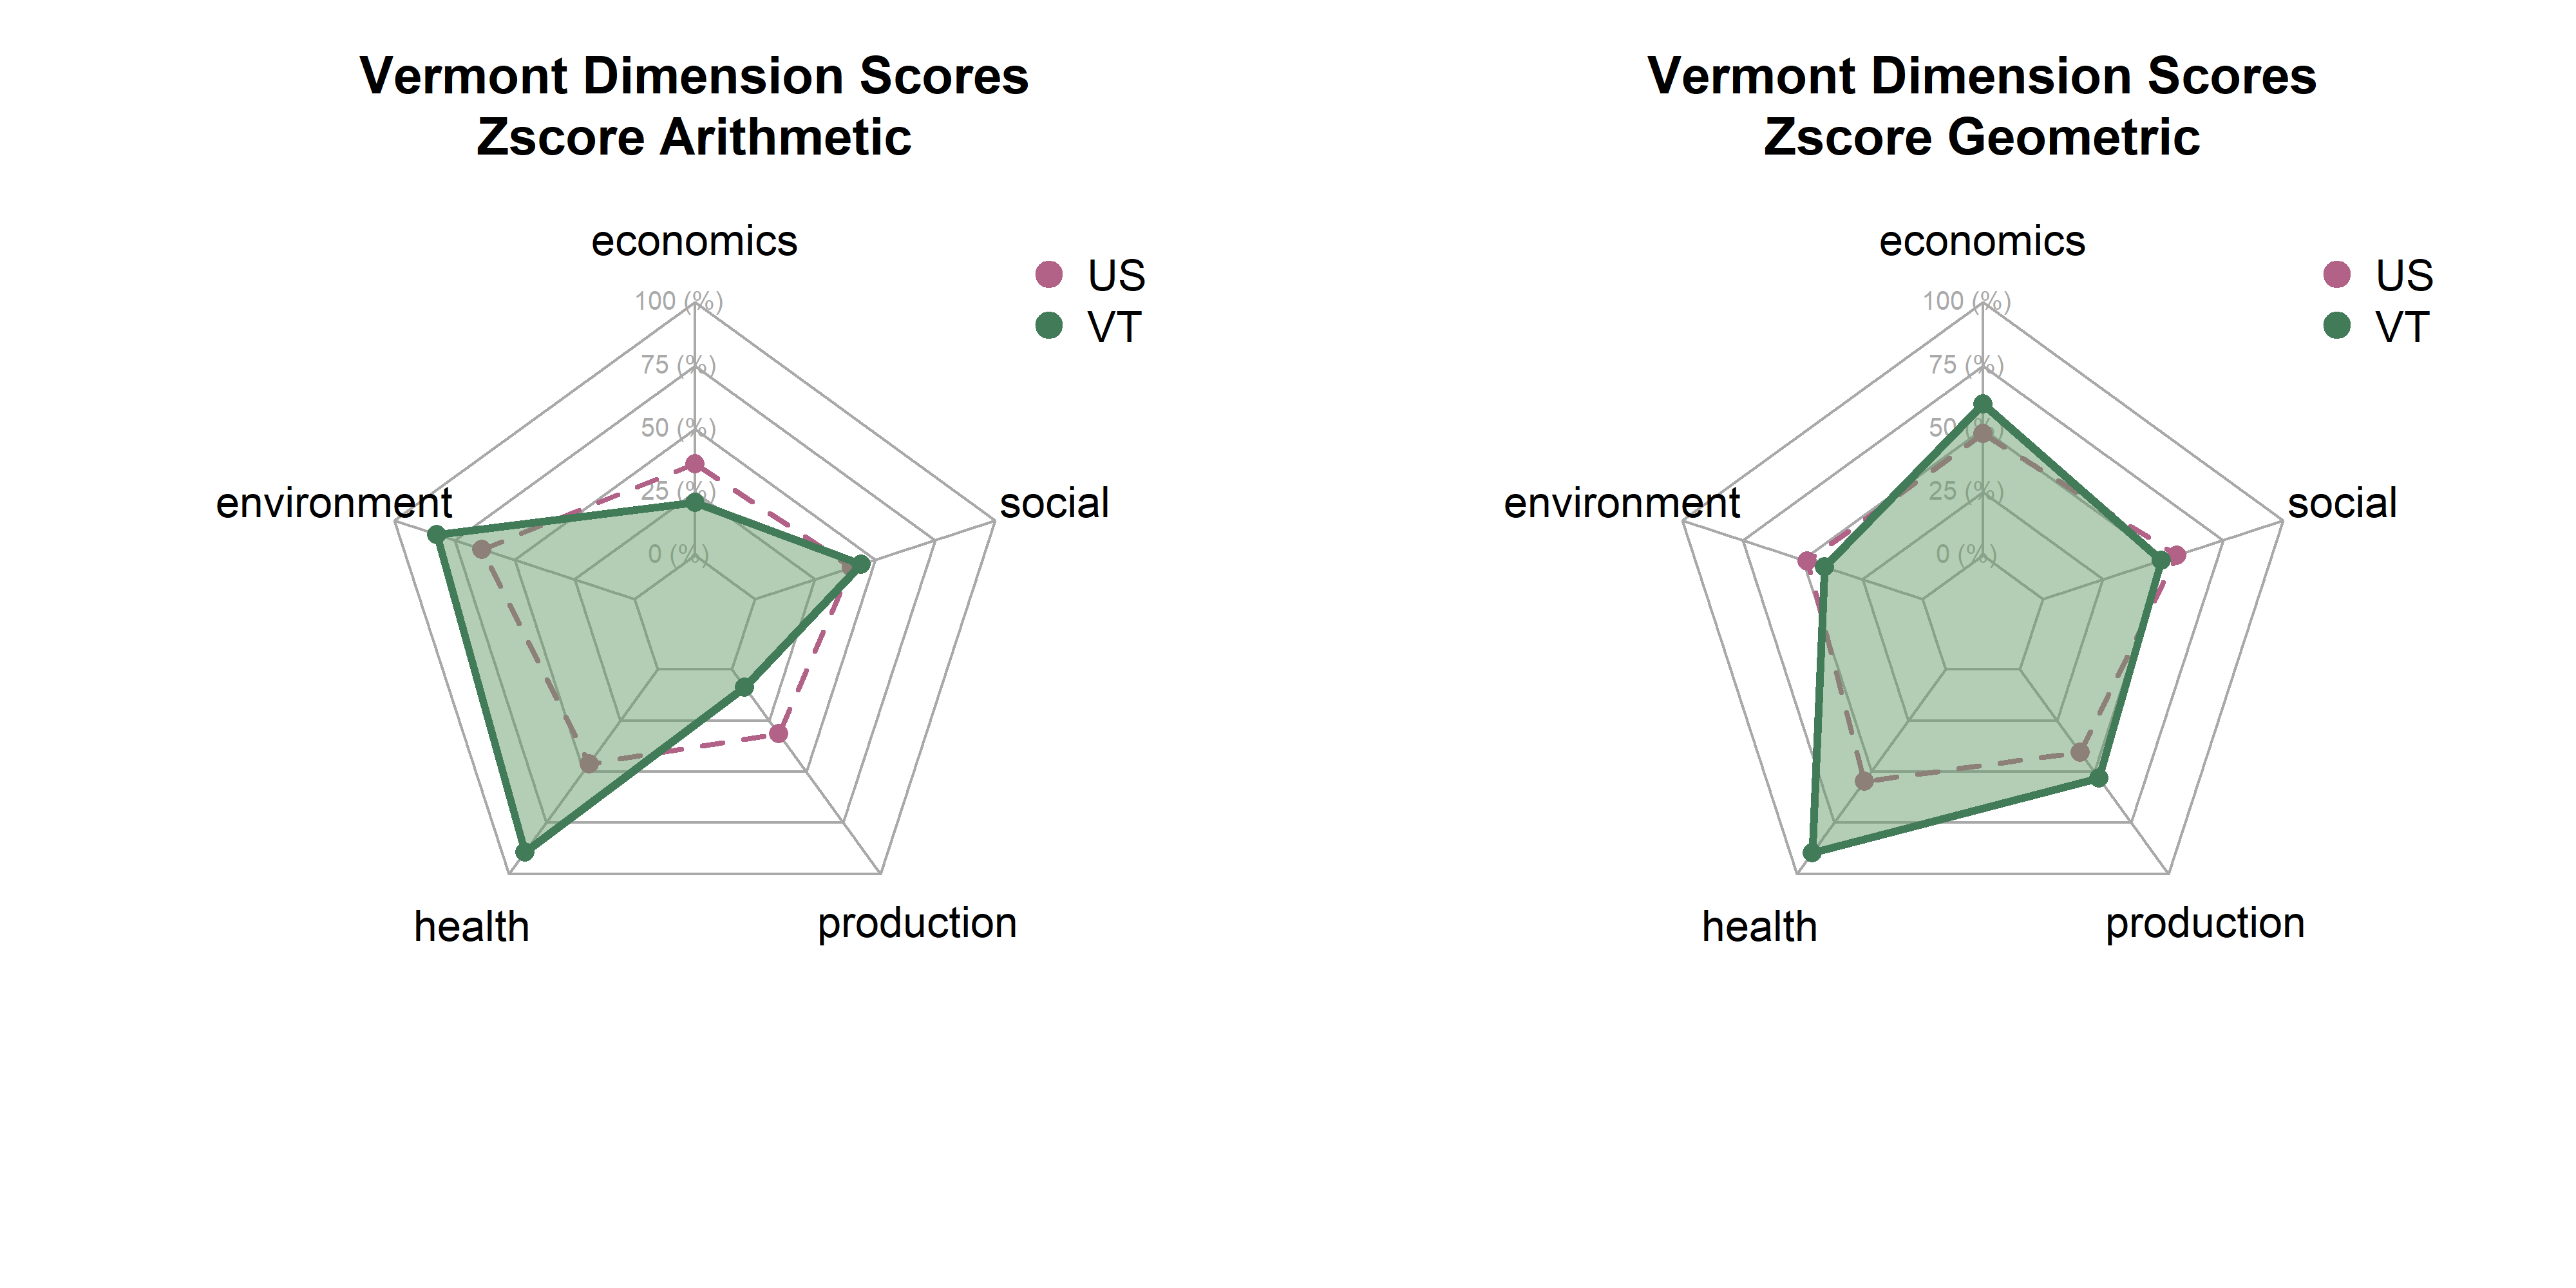 Vermont Dimension Scores
Zscore Arithmetic
economics
US
VT
100 (%)
75 (%)
50 (%)
25 (%)
0 (%)
environment
social
health
production
Vermont Dimension Scores
Zscore Geometric
economics
US
VT
100 (%)
75 (%)
50 (%)
25 (%)
0 (%)
environment
social
health
production